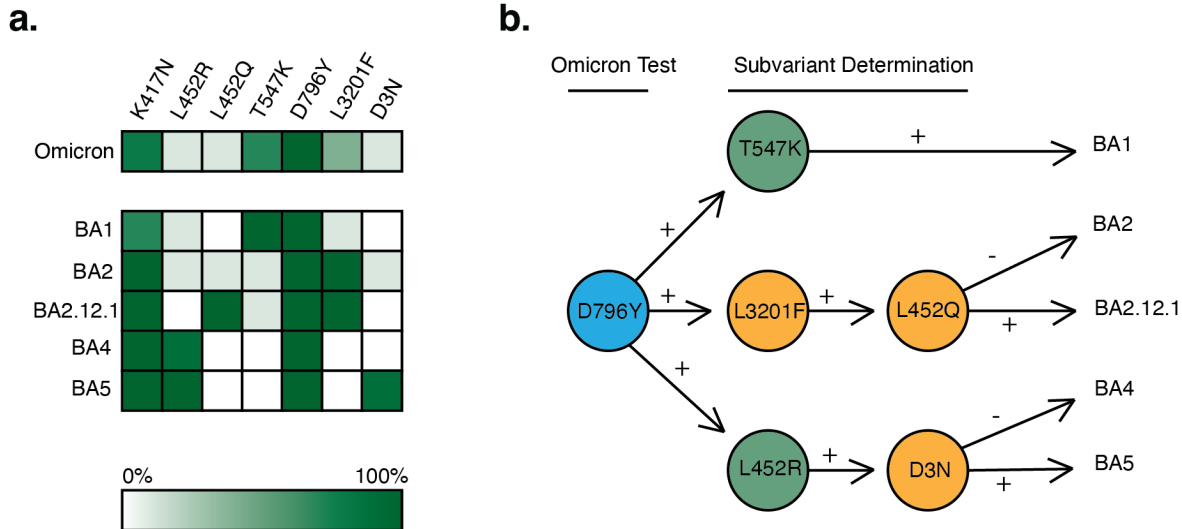 a.
K417N L452R L452Q T547K D796Y L3201F D3N
Omicron
BA1
BA2
BA2.12.1
BA4
BA5
0% 100%
b.
Omicron Test Subvariant Determination
T547K + BA1
+
BA2
-
D796Y + L3201F + L452Q
+ BA2.12.1
+
BA4
-
L452R + D3N
+ BA5